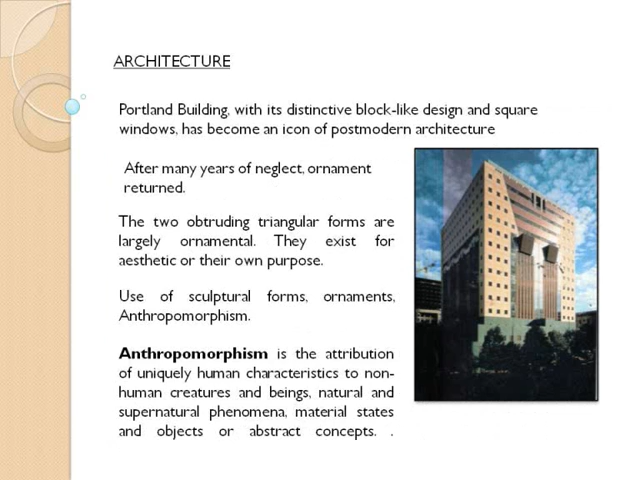 ARCHITECTURE
Portland Building, with its distinctive block-like design and square
windows, has become an icon of postmodern architecture
After many years of neglect, ornament
returned.
The two obtruding triangular forms are
largely ornamental. They exist for
aesthetic or their own purpose.
Use of sculptural forms, ornaments,
Anthropomorphism.
Anthropomorphism is the attribution
of uniquely human characteristics to non-
human creatures and beings, natural and
supernatural phenomena, material states
and objects or abstract concepts. .